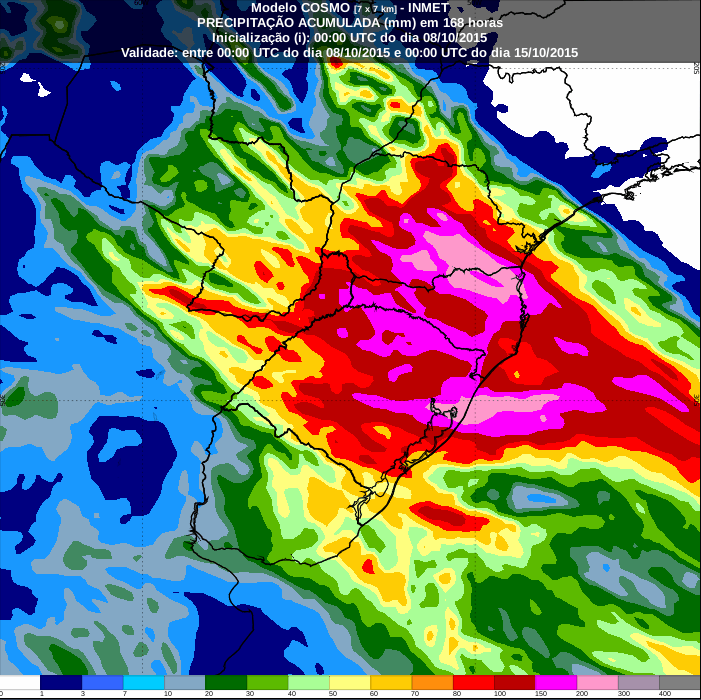 Modelo COSMO [7 x 7 km] - INMET
PRECIPITAÇÃO ACUMULADA (mm) em 168 horas
Inicialização (i): 00:00 UTC do dia 08/10/2015
Validade: entre 00:00 UTC do dia 08/10/2015 e 00:00 UTC do dia 15/10/2015
0 1 3 7 10 20 30 40 50 60 70 80 100 150 200 300 400